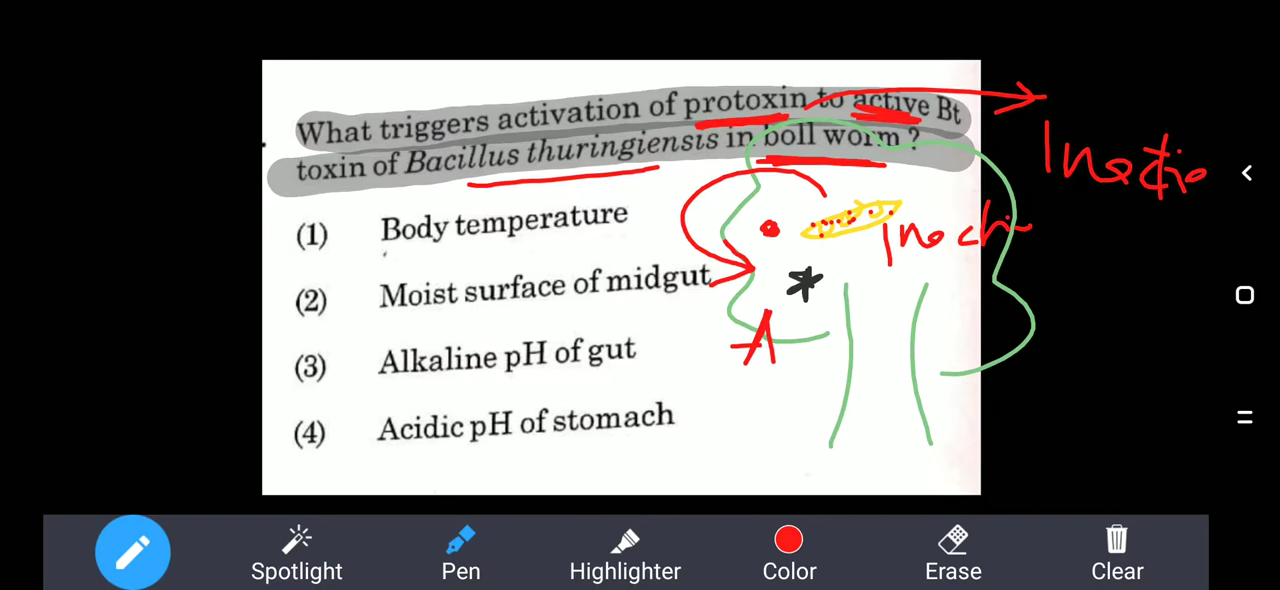 What triggers activation of protoxin to active Bt
toxin of Bacillus thuringiensis in boll worm ?
(1) Body temperature
(2) Moist surface of midgut
(3) Alkaline pH of gut
(4) Acidic pH of stomach
A
Spotlight
Pen
Highlighter
Color
Erase
Clear